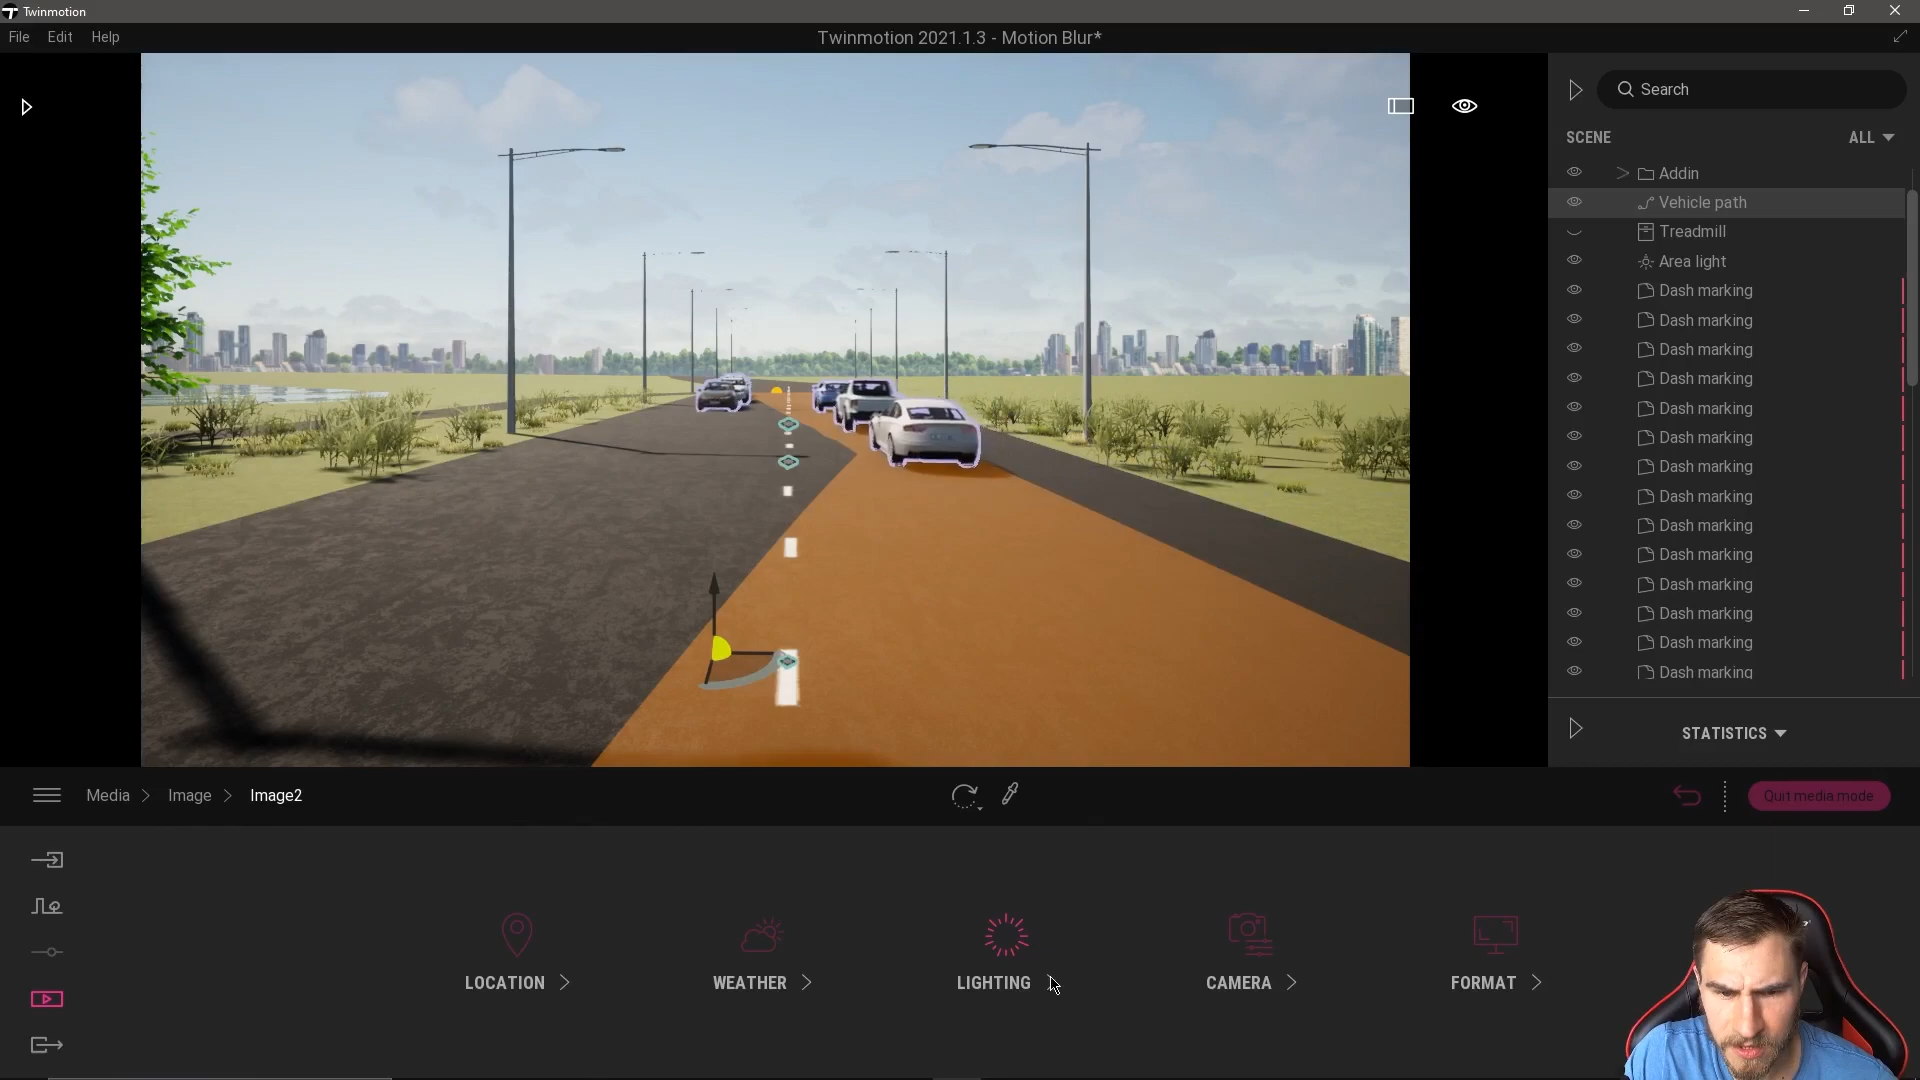 Twinmotion
File Edit Help
Twinmotion 2021.1.3 - Motion Blur*
Search
SCENE
ALL
Addin
Vehicle path
Treadmill
Area light
Dash marking
Dash marking
Dash marking
Dash marking
Dash marking
Dash marking
Dash marking
Dash marking
Dash marking
Dash marking
Dash marking
Dash marking
Dash marking
Dash marking
STATISTICS
Media > Image > Image2
Quit media mode
LOCATION
WEATHER
LIGHTING
CAMERA
FORMAT